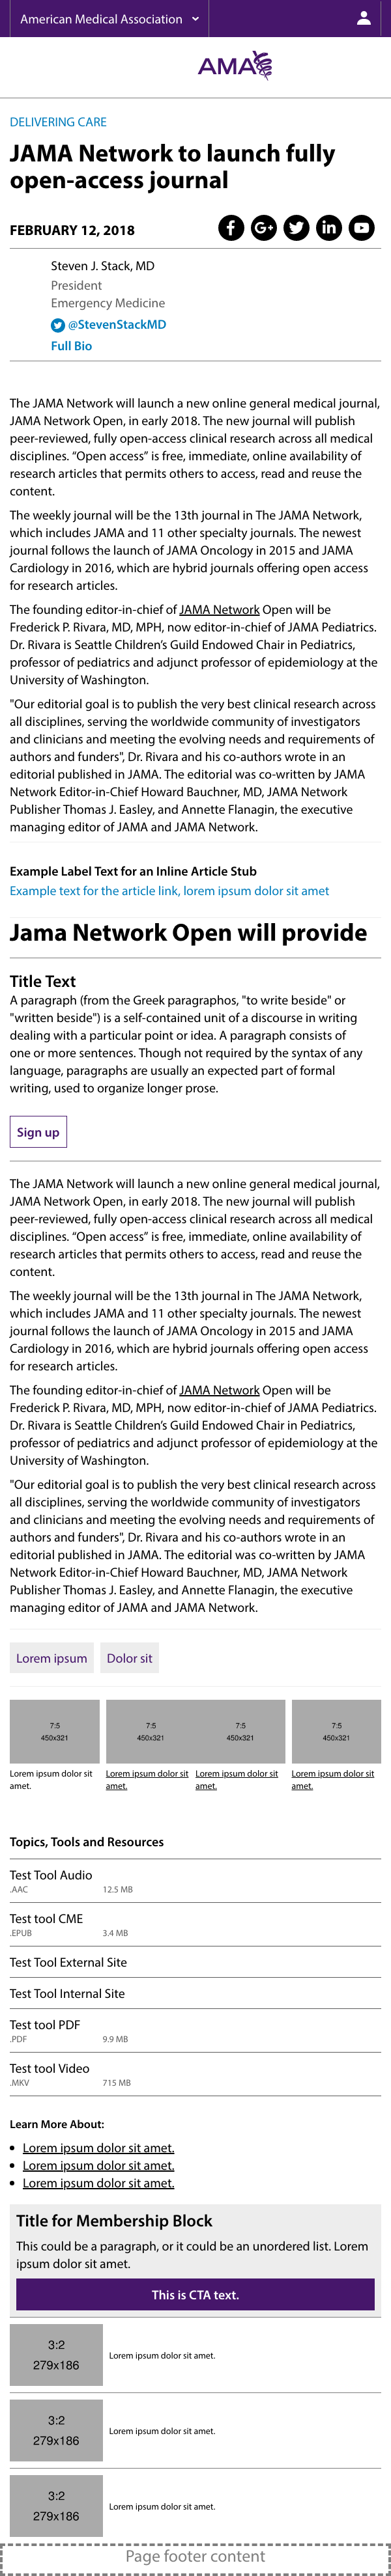 American Medical Association
AMA
DELIVERING CARE
JAMA Network to launch fully
open-access journal
FEBRUARY 12, 2018
Steven J. Stack, MD
President
Emergency Medicine
@StevenStackMD
Full Bio
The JAMA Network will launch a new online general medical journal,
JAMA Network Open, in early 2018. The new journal will publish
peer-reviewed, fully open-access clinical research across all medical
disciplines. “Open access” is free, immediate, online availability of
research articles that permits others to access, read and reuse the
content.
The weekly journal will be the 13th journal in The JAMA Network,
which includes JAMA and 11 other specialty journals. The newest
journal follows the launch of JAMA Oncology in 2015 and JAMA
Cardiology in 2016, which are hybrid journals offering open access
for research articles.
The founding editor-in-chief of JAMA Network Open will be
Frederick P. Rivara, MD, MPH, now editor-in-chief of JAMA Pediatrics.
Dr. Rivara is Seattle Children’s Guild Endowed Chair in Pediatrics,
professor of pediatrics and adjunct professor of epidemiology at the
University of Washington.
"Our editorial goal is to publish the very best clinical research across
all disciplines, serving the worldwide community of investigators
and clinicians and meeting the evolving needs and requirements of
authors and funders", Dr. Rivara and his co-authors wrote in an
editorial published in JAMA. The editorial was co-written by JAMA
Network Editor-in-Chief Howard Bauchner, MD, JAMA Network
Publisher Thomas J. Easley, and Annette Flanagin, the executive
managing editor of JAMA and JAMA Network.
Example Label Text for an Inline Article Stub
Example text for the article link, lorem ipsum dolor sit amet
Jama Network Open will provide
Title Text
A paragraph (from the Greek paragraphos, "to write beside" or
"written beside") is a self-contained unit of a discourse in writing
dealing with a particular point or idea. A paragraph consists of
one or more sentences. Though not required by the syntax of any
language, paragraphs are usually an expected part of formal
writing, used to organize longer prose.
Sign up
The JAMA Network will launch a new online general medical journal,
JAMA Network Open, in early 2018. The new journal will publish
peer-reviewed, fully open-access clinical research across all medical
disciplines. “Open access” is free, immediate, online availability of
research articles that permits others to access, read and reuse the
content.
The weekly journal will be the 13th journal in The JAMA Network,
which includes JAMA and 11 other specialty journals. The newest
journal follows the launch of JAMA Oncology in 2015 and JAMA
Cardiology in 2016, which are hybrid journals offering open access
for research articles.
The founding editor-in-chief of JAMA Network Open will be
Frederick P. Rivara, MD, MPH, now editor-in-chief of JAMA Pediatrics.
Dr. Rivara is Seattle Children’s Guild Endowed Chair in Pediatrics,
professor of pediatrics and adjunct professor of epidemiology at the
University of Washington.
"Our editorial goal is to publish the very best clinical research across
all disciplines, serving the worldwide community of investigators
and clinicians and meeting the evolving needs and requirements of
authors and funders", Dr. Rivara and his co-authors wrote in an
editorial published in JAMA. The editorial was co-written by JAMA
Network Editor-in-Chief Howard Bauchner, MD, JAMA Network
Publisher Thomas J. Easley, and Annette Flanagin, the executive
managing editor of JAMA and JAMA Network.
Lorem ipsum Dolor sit
7:5 7:5 7:5 7:5
450x321 450x321 450x321 450x321
Lorem ipsum dolor sit Lorem ipsum dolor sit Lorem ipsum dolor sit Lorem ipsum dolor sit
amet. amet. amet. amet.
Topics, Tools and Resources
Test Tool Audio
.AAC 12.5 MB
Test tool CME
.EPUB 3.4 MB
Test Tool External Site
Test Tool Internal Site
Test tool PDF
.PDF 9.9 MB
Test tool Video
.MKV 715 MB
Learn More About:
Lorem ipsum dolor sit amet.
Lorem ipsum dolor sit amet.
Lorem ipsum dolor sit amet.
Title for Membership Block
This could be a paragraph, or it could be an unordered list. Lorem
ipsum dolor sit amet.
This is CTA text.
3:2
279x186
Lorem ipsum dolor sit amet.
3:2
279x186
Lorem ipsum dolor sit amet.
3:2
279x186
Lorem ipsum dolor sit amet.
Page footer content